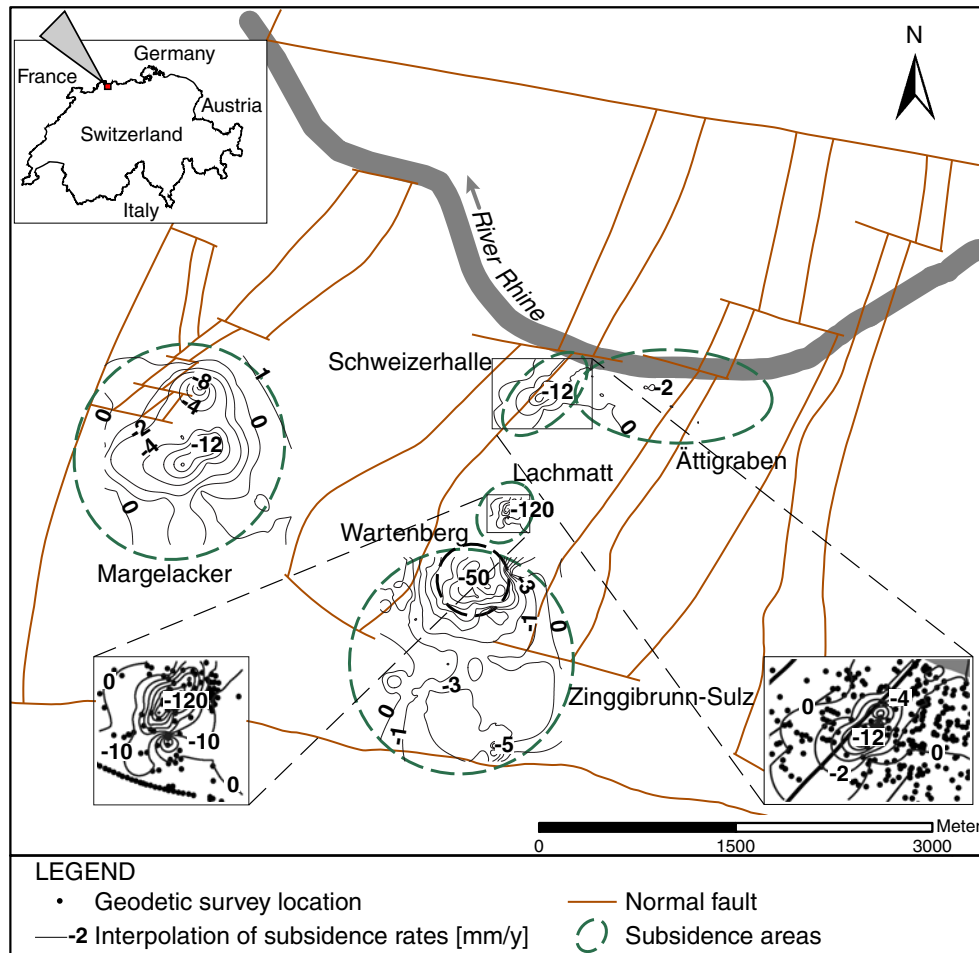 Germany
France
Austria
Switzerland
Italy
N
River Rhine
Schweizerhalle
-12
-2
0
Ättigraben
-8
-1
-4
0
0
-2
-4
-12
0
0
Margelacker
Lachmatt
-120
Wartenberg
-50
-3
-1
0
-3
Zinggibrunn-Sulz
0
-1
-5
0
-120
-10
-10
0
0
-4
-12
0
-2
Meter
0 1500 3000
LEGEND
Geodetic survey location
Normal fault
-2 Interpolation of subsidence rates [mm/y]
Subsidence areas